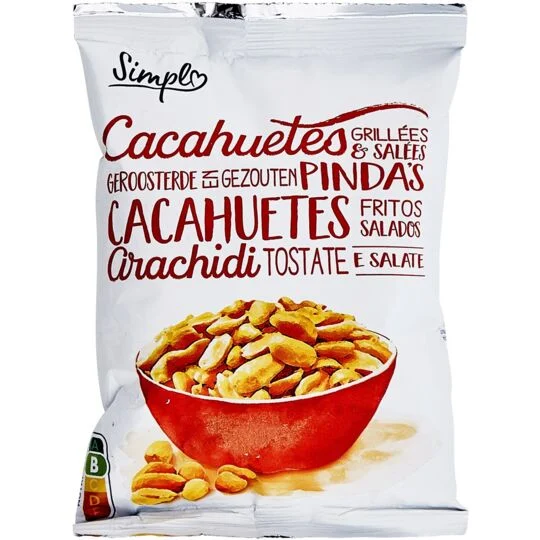 Simpl
Cacahuetes GRILLÉES & SALÉES
GEROOSTERDE EN GEZOUTEN PINDA'S
CACAHUETES FRITOS SALADOS
Arachidi TOSTATE E SALATE
A
B
C
D
E